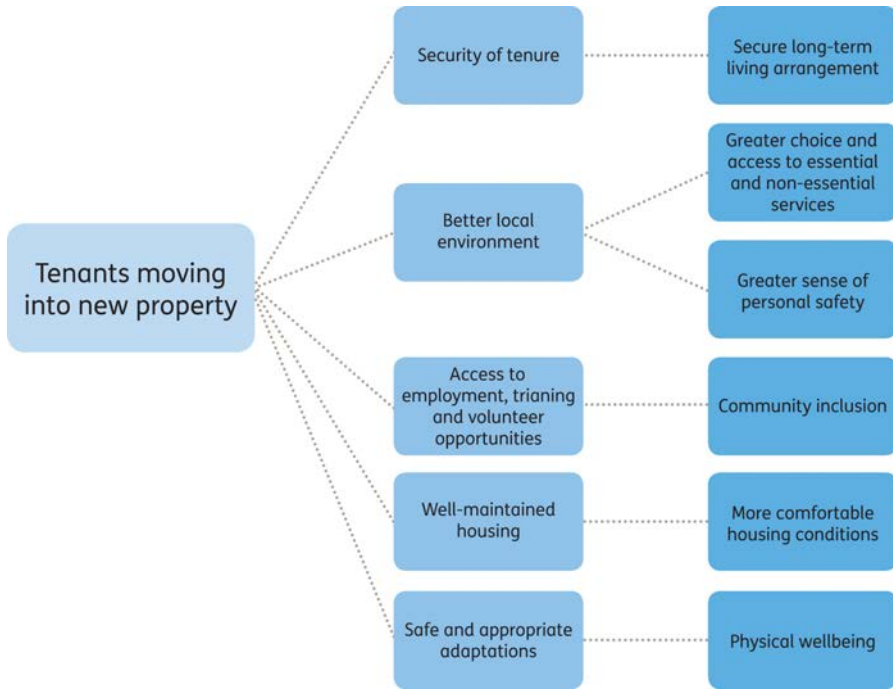 Tenants moving
into new property
Security of tenure
Secure long-term
living arrangement
Better local
environment
Greater choice and
access to essential
and non-essential
services
Greater sense of
personal safety
Access to
employment, trianing
and volunteer
opportunities
Community inclusion
Well-maintained
housing
More comfortable
housing conditions
Safe and appropriate
adaptations
Physical wellbeing